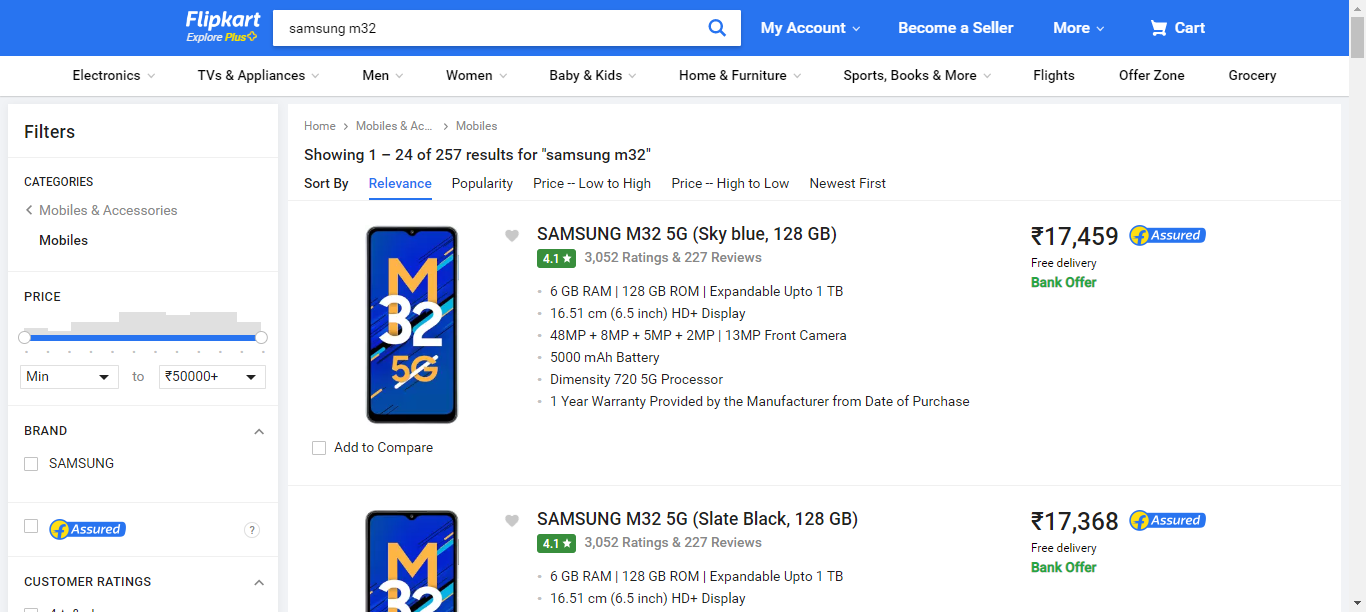 Flipkart
Explore Plus
samsung m32
My Account
Become a Seller
More
Cart
Electronics
TVs & Appliances
Men
Women
Baby & Kids
Home & Furniture
Sports, Books & More
Flights
Offer Zone
Grocery
Filters
CATEGORIES
Mobiles & Accessories
Mobiles
PRICE
Min
to
₹50000+
BRAND
SAMSUNG
f Assured
?
CUSTOMER RATINGS
Home
Mobiles & Ac...
Mobiles
Showing 1 – 24 of 257 results for "samsung m32"
Sort By
Relevance
Popularity
Price -- Low to High
Price -- High to Low
Newest First
M
32
5G
Add to Compare
SAMSUNG M32 5G (Sky blue, 128 GB)
4.1★
3,052 Ratings & 227 Reviews
6 GB RAM | 128 GB ROM | Expandable Upto 1 TB
16.51 cm (6.5 inch) HD+ Display
48MP + 8MP + 5MP + 2MP | 13MP Front Camera
5000 mAh Battery
Dimensity 720 5G Processor
1 Year Warranty Provided by the Manufacturer from Date of Purchase
₹17,459
f Assured
Free delivery
Bank Offer
M
32
SAMSUNG M32 5G (Slate Black, 128 GB)
4.1★
3,052 Ratings & 227 Reviews
6 GB RAM | 128 GB ROM | Expandable Upto 1 TB
16.51 cm (6.5 inch) HD+ Display
₹17,368
f Assured
Free delivery
Bank Offer